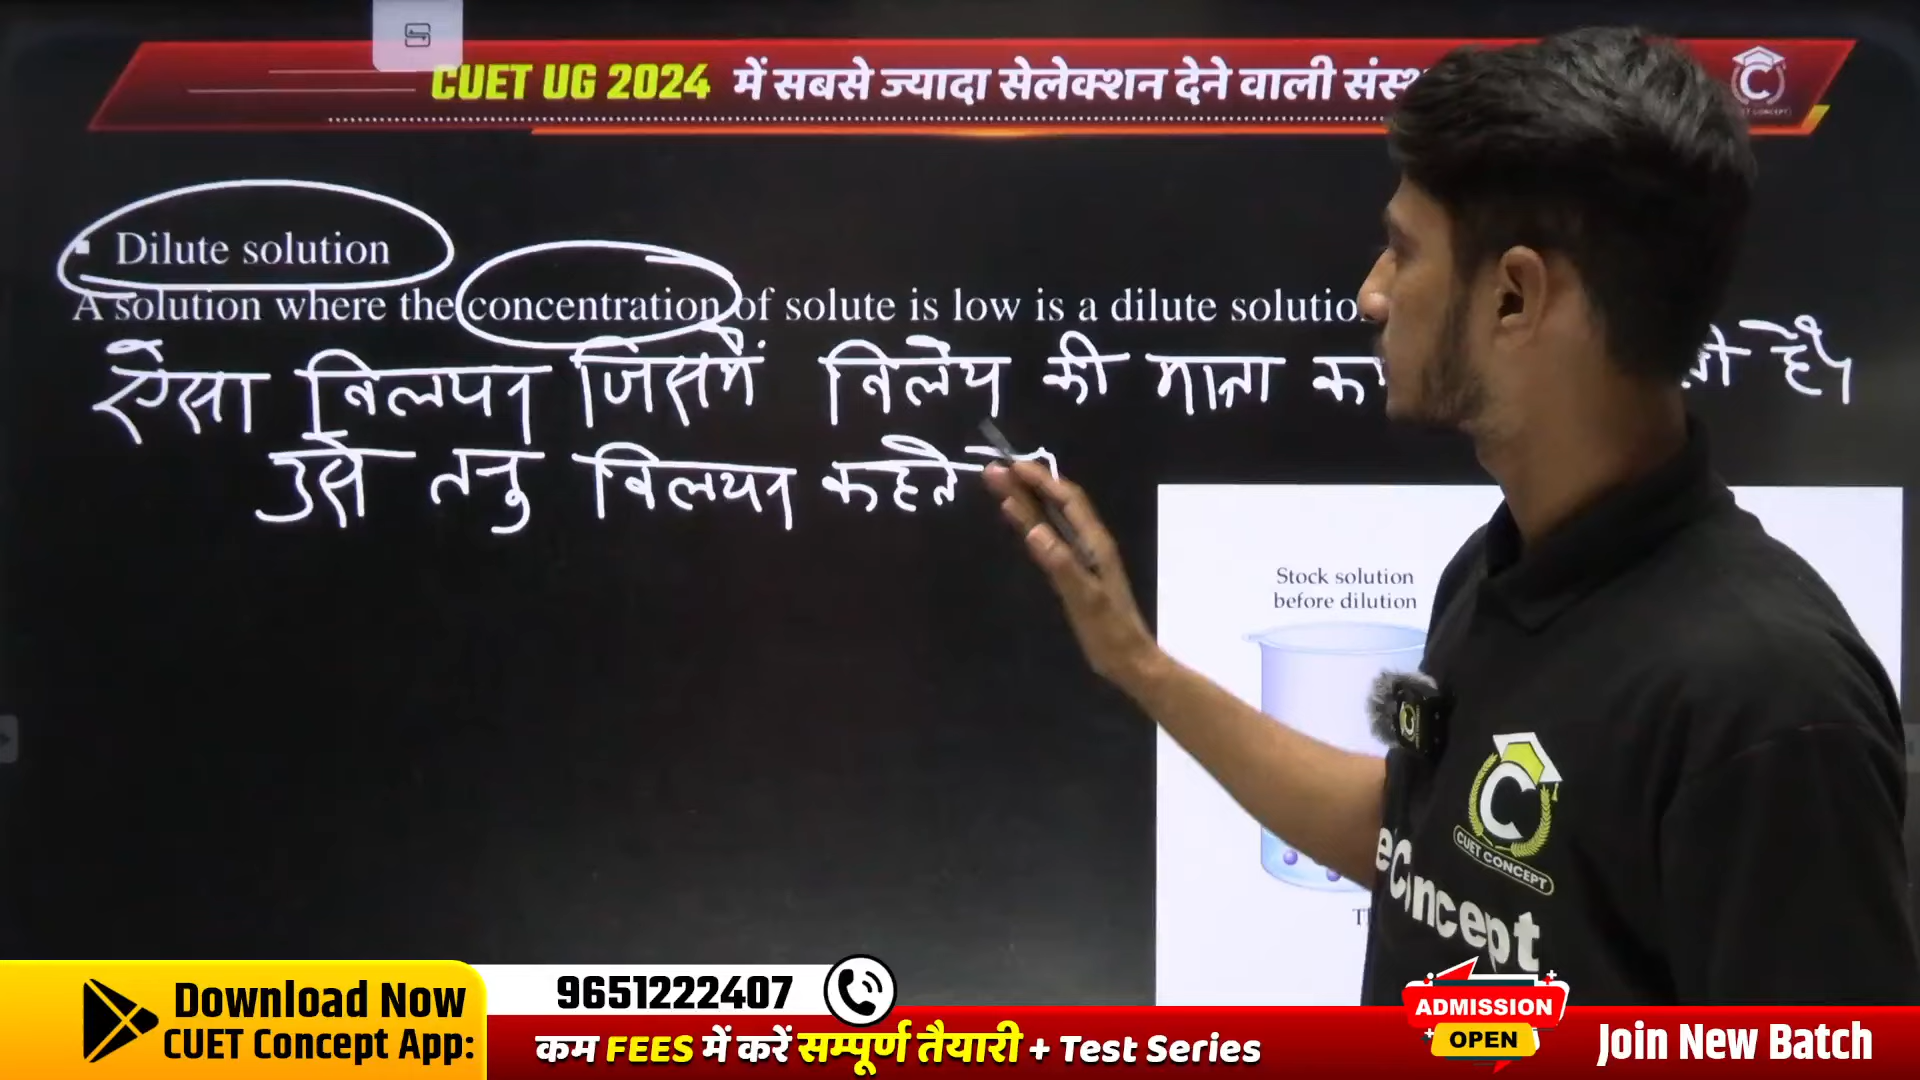 CUET UG 2024 में सबसे ज्यादा सेलेक्शन देने वाली
Dilute solution
A solution where the concentration of solute is low is a dilute
ऐसा विलयन जिसमें विलेय की मात्रा है।
उसे तनु विलयन कहते
Stock solution
before dilution
CUET CONCEPT
Concept
Download Now
CUET Concept App:
9651222407
कम FEES में करें सम्पूर्ण तैयारी + Test Series
ADMISSION
OPEN
Join New Batch